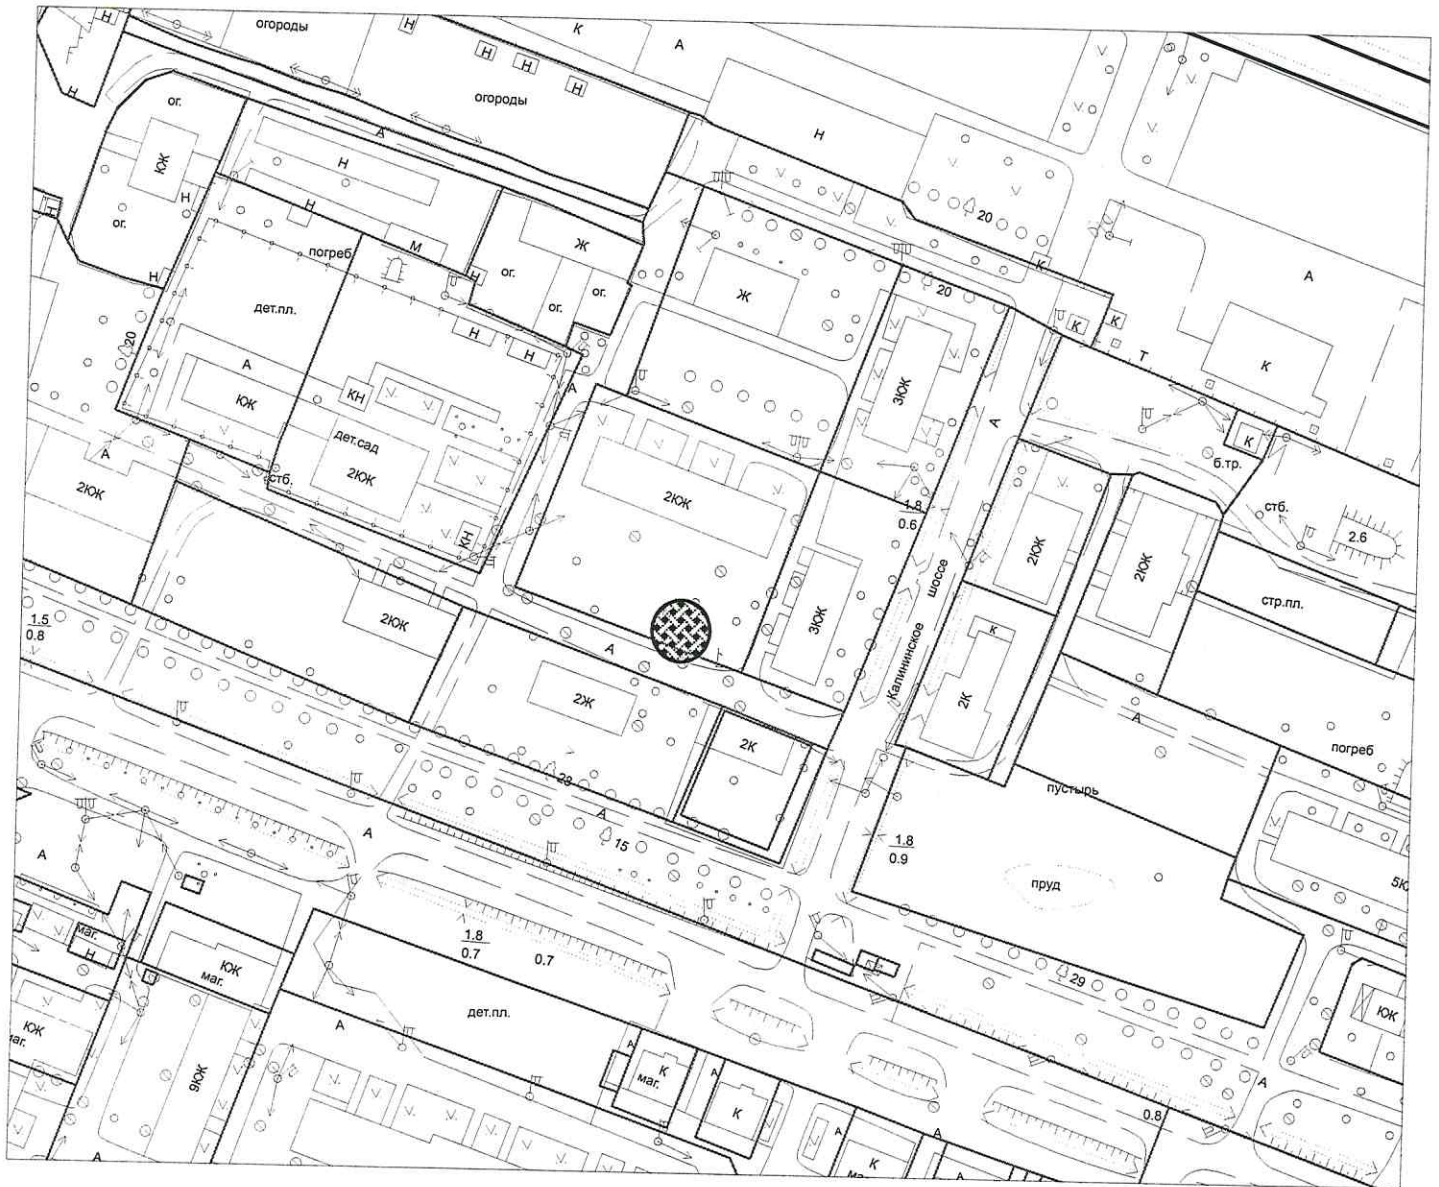 Н
огороды
Н
К
А
Н
Н
Н
огороды
Н
ог.
А
Н
КЖ
Н
20
Н
Н
ог.
М
погреб
Ж
ог.
ог.
ог.
Н
Н
дет.пл.
Ж
20
К
А
К
К
Т
К
20
Н
Н
А
КЖ
КН
А
3КЖ
А
дет.сад
2КЖ
стб.
КН
А
2КЖ
2КЖ
1.8
0.6
К
б.тр.
стб.
2.6
2КЖ
2КЖ
стр.пл.
шоссе
Калининское
3КЖ
2КЖ
1.5
0.8
А
к
2К
2Ж
2К
А
погреб
пустырь
28
А
15
А
1.8
0.9
пруд
5К
А
маг.
Н
КЖ
маг.
1.8
0.7
0.7
29
дет.пл.
КЖ
КЖ
маг.
А
9КЖ
А
К
маг.
А
К
А
0.8
А
А
А
К
А